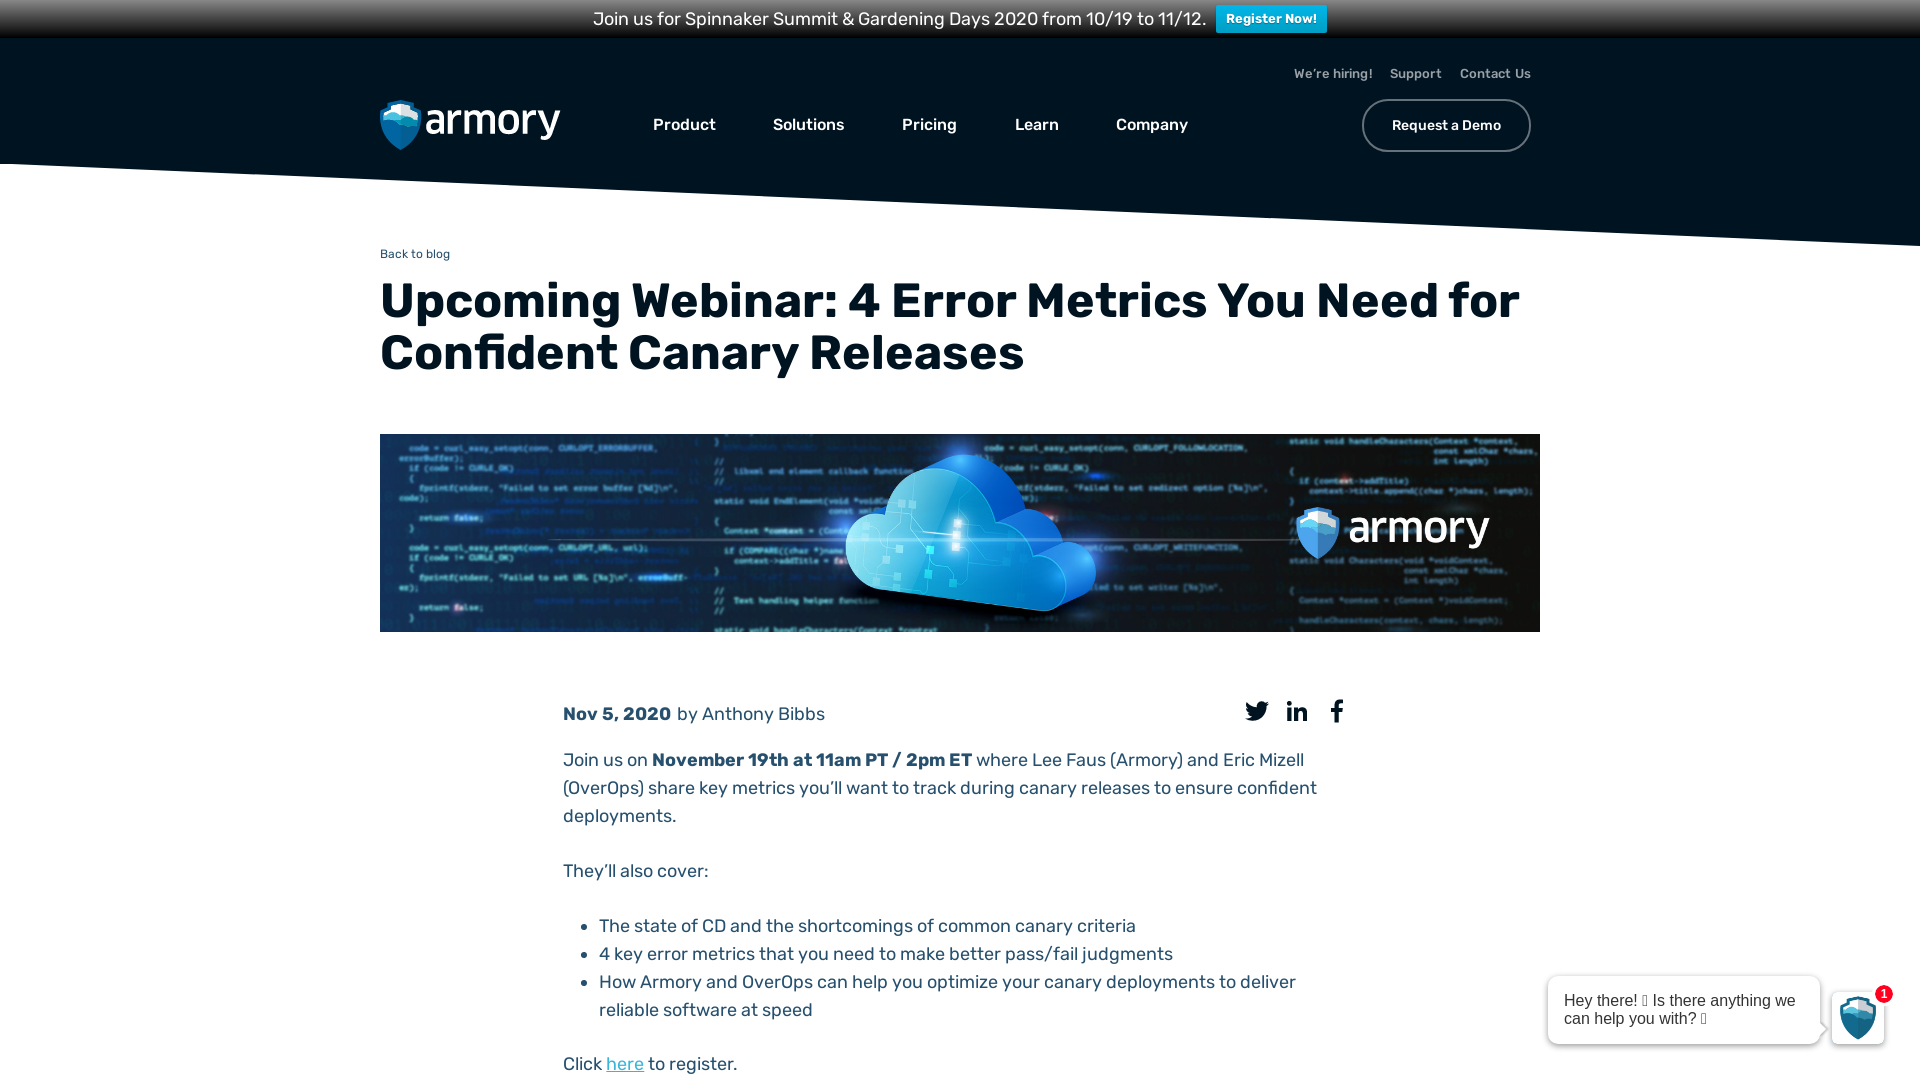 Join us for Spinnaker Summit & Gardening Days 2020 from 10/19 to 11/12. Register Now!
We’re hiring! Support Contact Us
armory Product Solutions Pricing Learn Company Request a Demo
Back to blog
Upcoming Webinar: 4 Error Metrics You Need for
Confident Canary Releases
armory
Nov 5, 2020 by Anthony Bibbs
Join us on November 19th at 11am PT / 2pm ET where Lee Faus (Armory) and Eric Mizell
(OverOps) share key metrics you’ll want to track during canary releases to ensure confident
deployments.
They’ll also cover:
The state of CD and the shortcomings of common canary criteria
4 key error metrics that you need to make better pass/fail judgments
How Armory and OverOps can help you optimize your canary deployments to deliver
reliable software at speed
Click here to register.
Hey there! Is there anything we
can help you with?
1